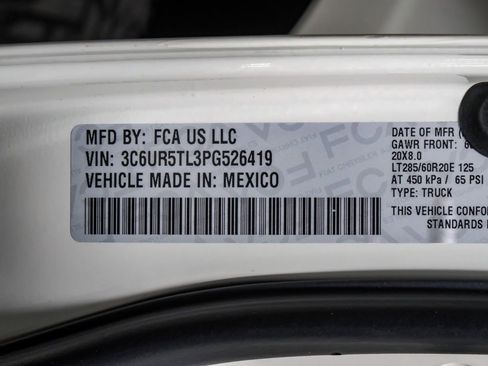 MFD BY: FCA US LLC
VIN: 3C6UR5TL3PG526419
VEHICLE MADE IN: MEXICO
DATE OF MFR
GAWR FRONT:
20X8.0
LT285/60R20E 125
AT 450 kPa / 65 PSI
TYPE: TRUCK
THIS VEHICLE
STANDARDS